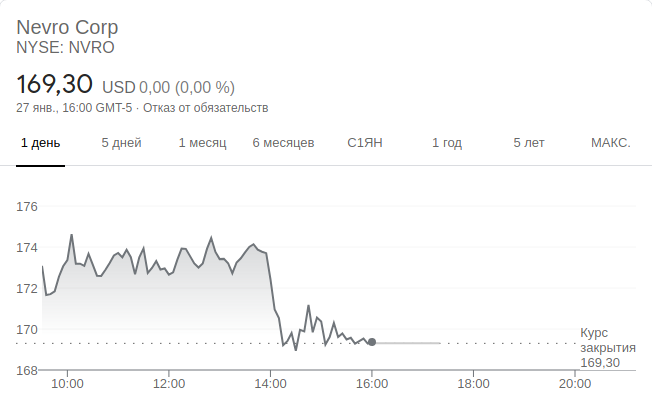 Nevro Corp
NYSE: NVRO
169,30 USD 0,00 (0,00 %)
27 янв., 16:00 GMT-5 · Отказ от обязательств
1 день 5 дней 1 месяц 6 месяцев С1ЯН 1 год 5 лет МАКС.
176
174
172
170
168
Курс
закрытия
169,30
10:00 12:00 14:00 16:00 18:00 20:00